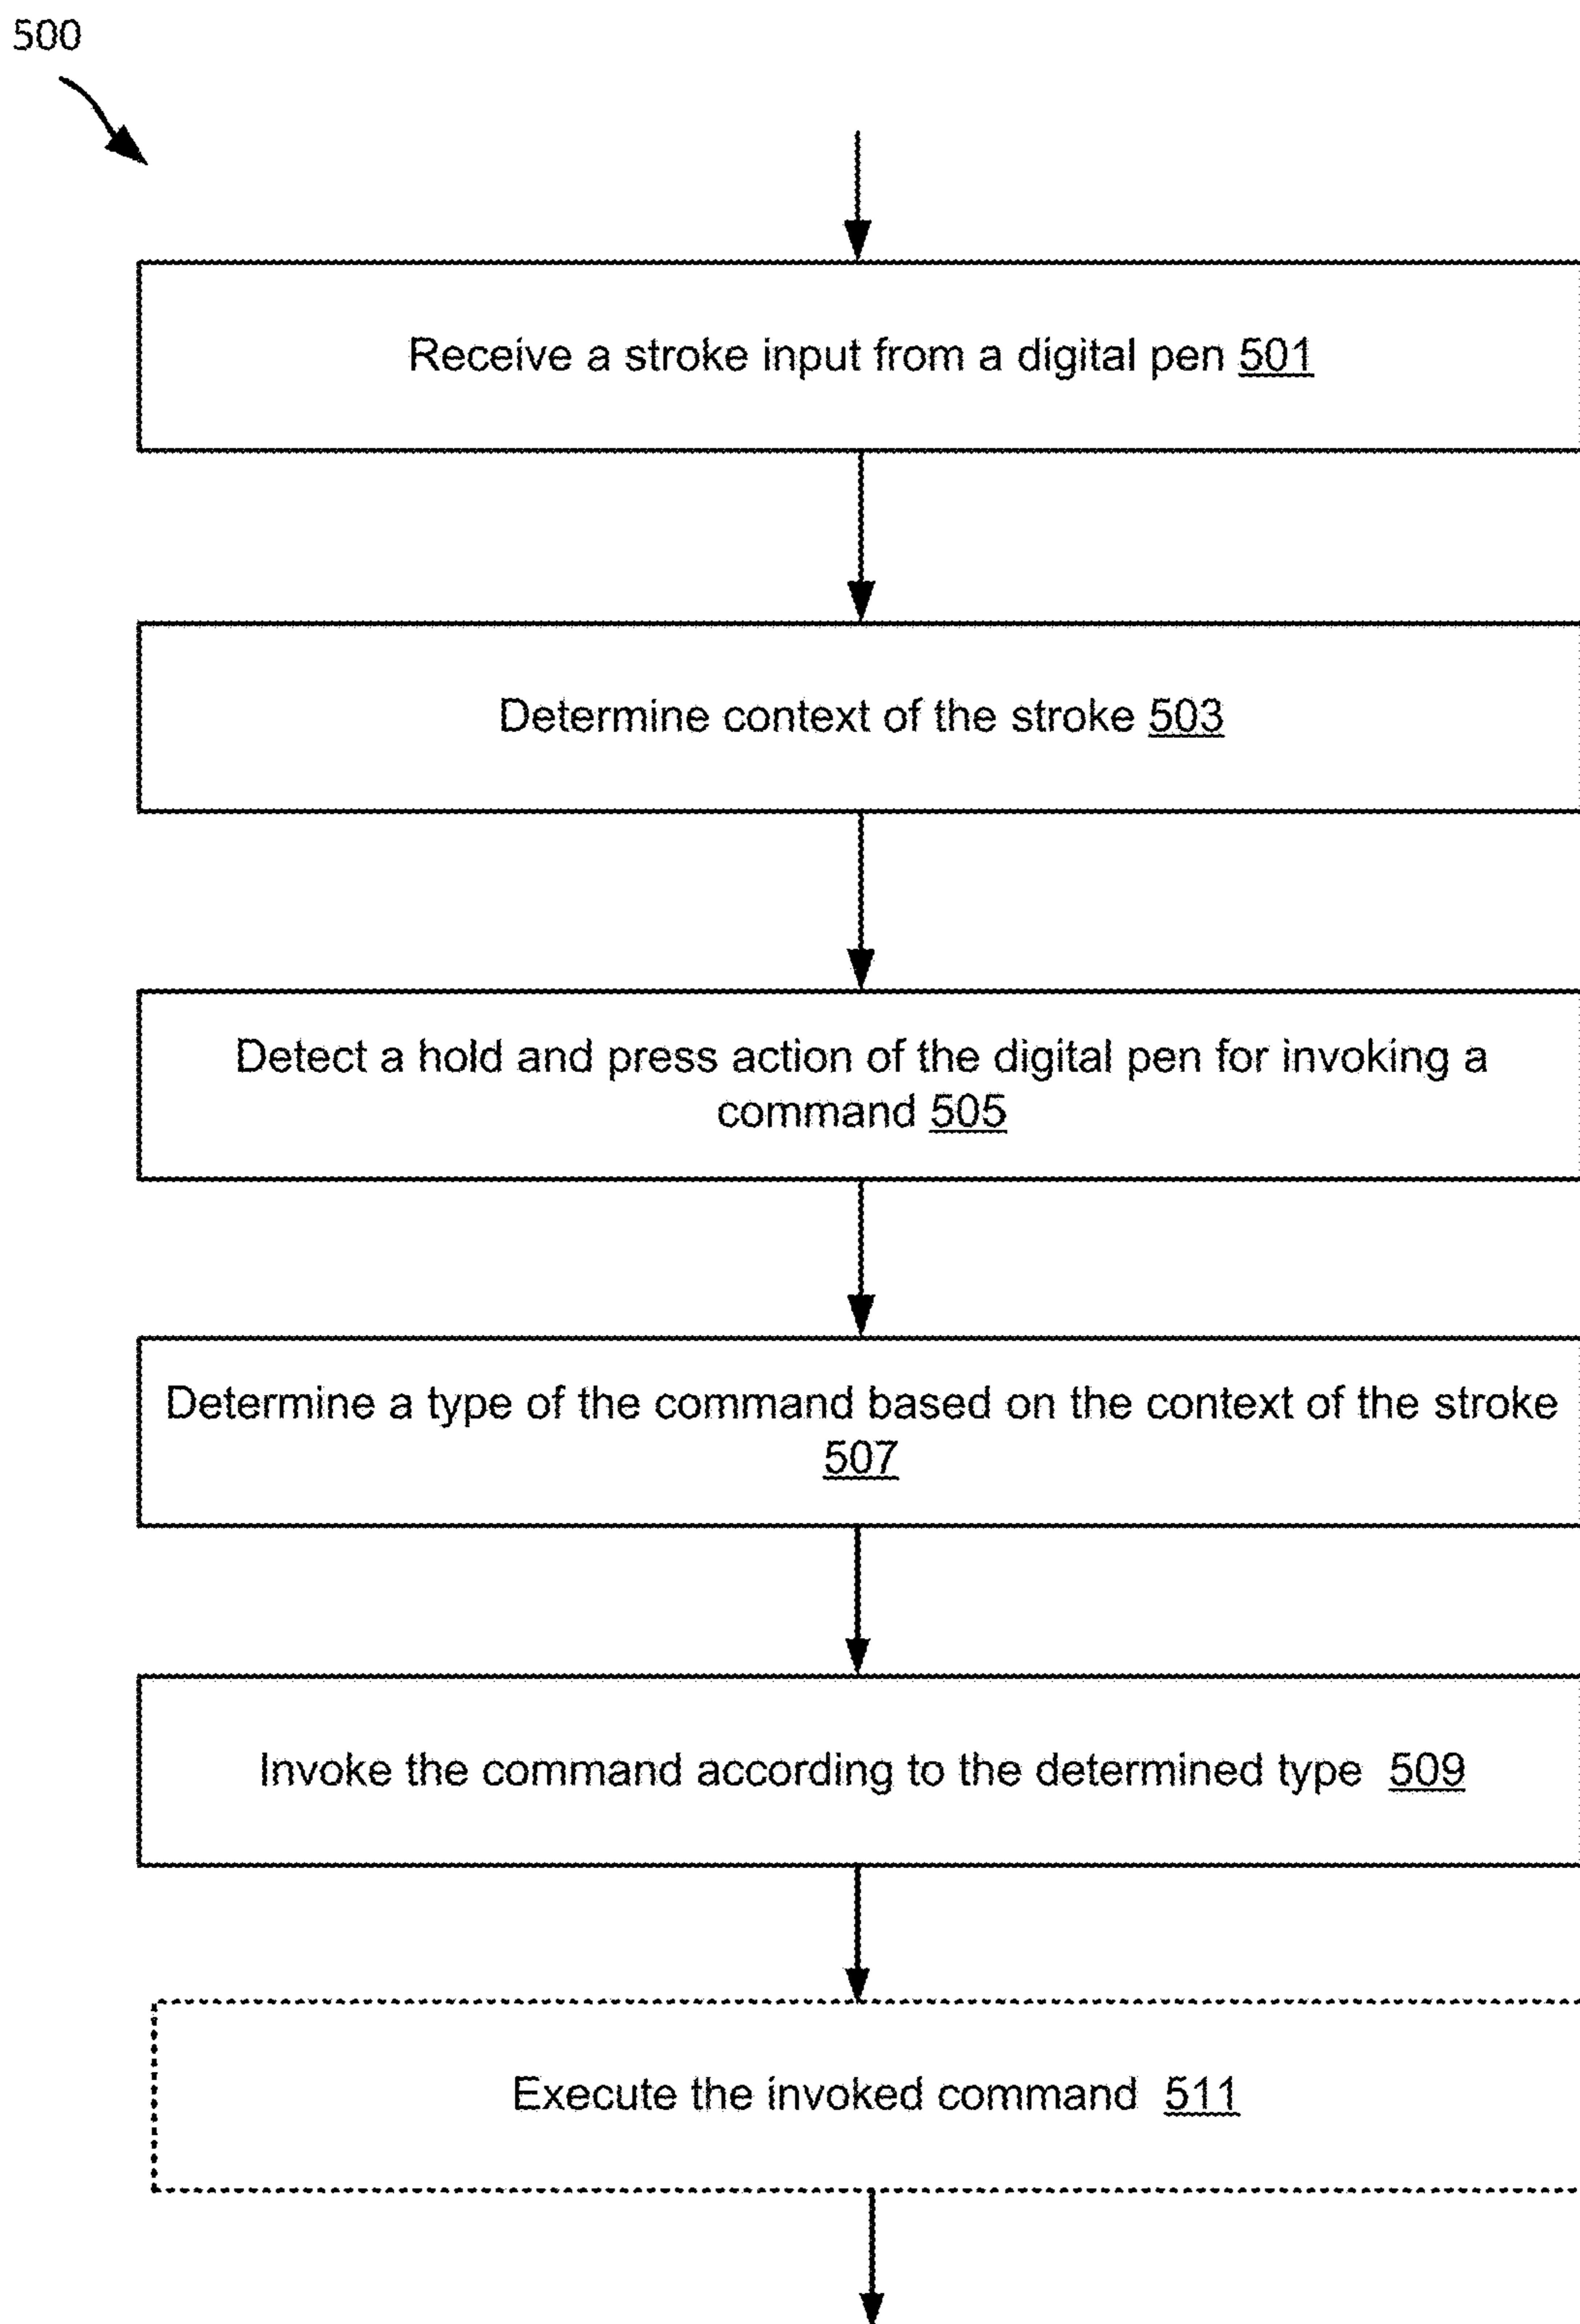 500
Receive a stroke input from a digital pen 501
Determine context of the stroke 503
Detect a hold and press action of the digital pen for invoking a
command 505
Determine a type of the command based on the context of the stroke
507
Invoke the command according to the determined type 509
Execute the invoked command 511